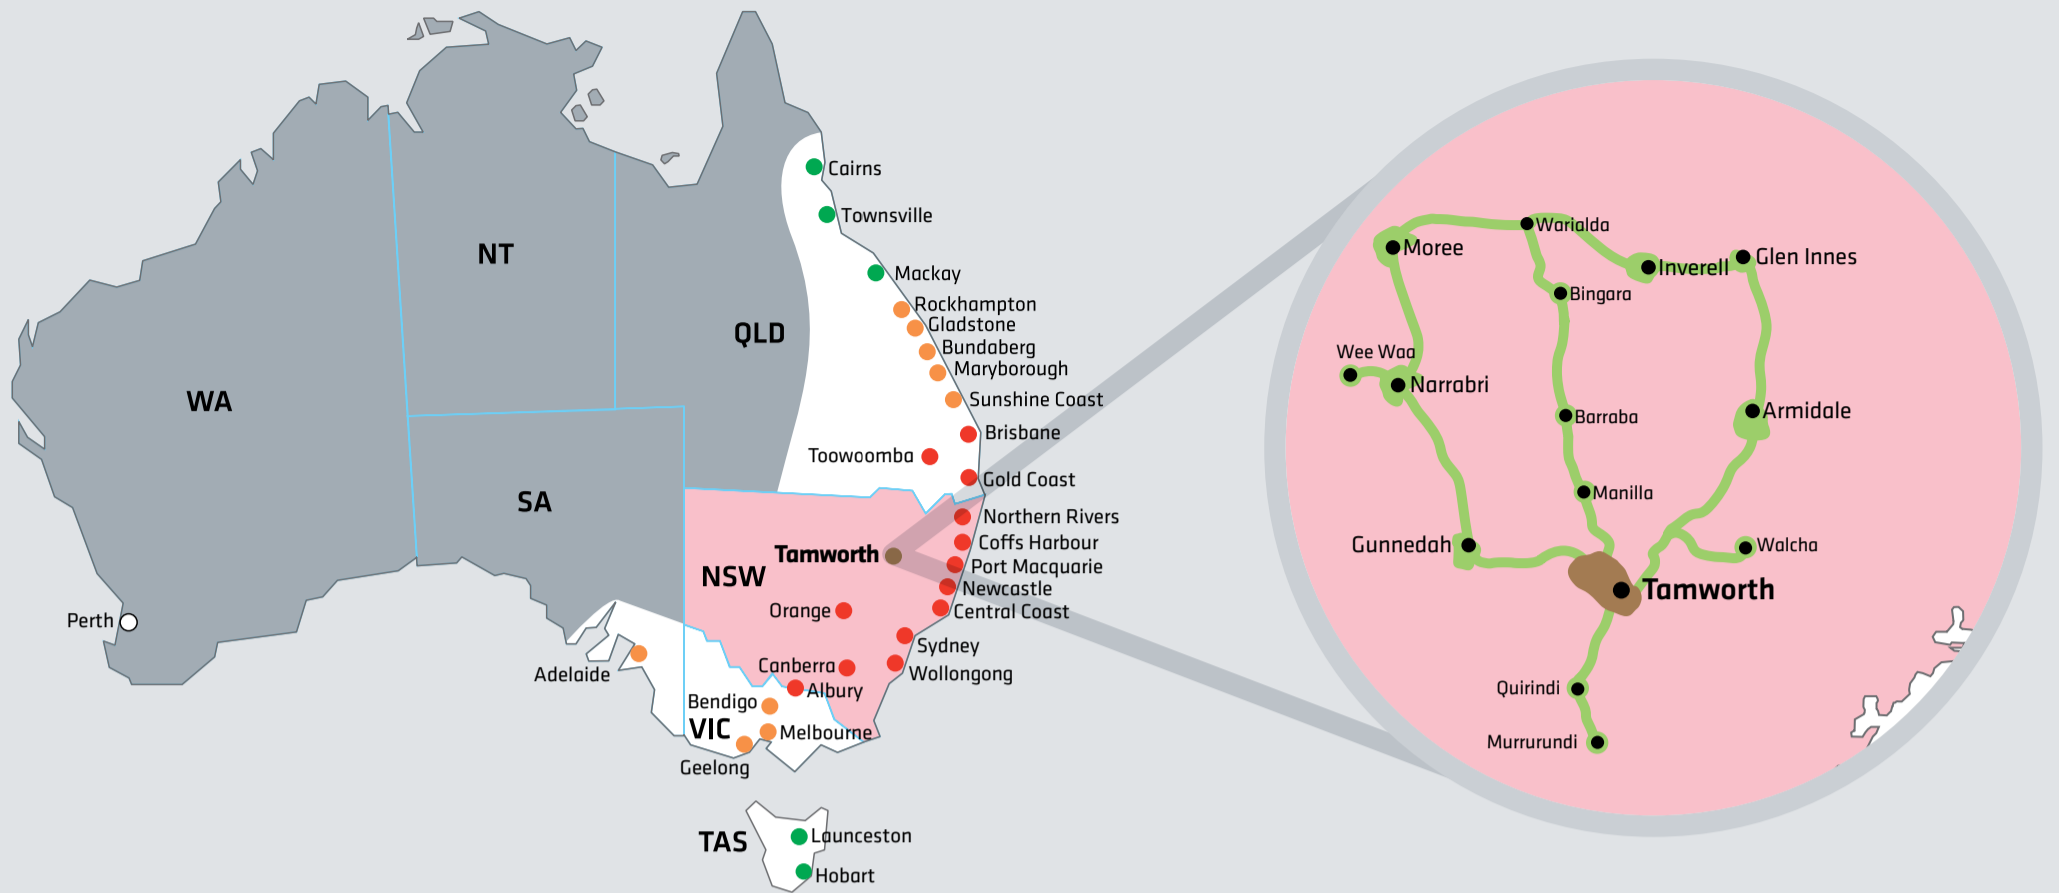 NT
WA
SA
QLD
NSW
VIC
TAS
Perth
Adelaide
Cairns
Townsville
Mackay
Rockhampton
Gladstone
Bundaberg
Maryborough
Sunshine Coast
Brisbane
Toowoomba
Gold Coast
Northern Rivers
Coffs Harbour
Tamworth
Port Macquarie
Newcastle
Orange
Central Coast
Sydney
Canberra
Wollongong
Albury
Bendigo
Melbourne
Geelong
Launceston
Hobart
Warialda
Moree
Glen Innes
Inverell
Bingara
Wee Waa
Narrabri
Armidale
Barraba
Manilla
Gunnedah
Walcha
Tamworth
Quirindi
Murrurundi